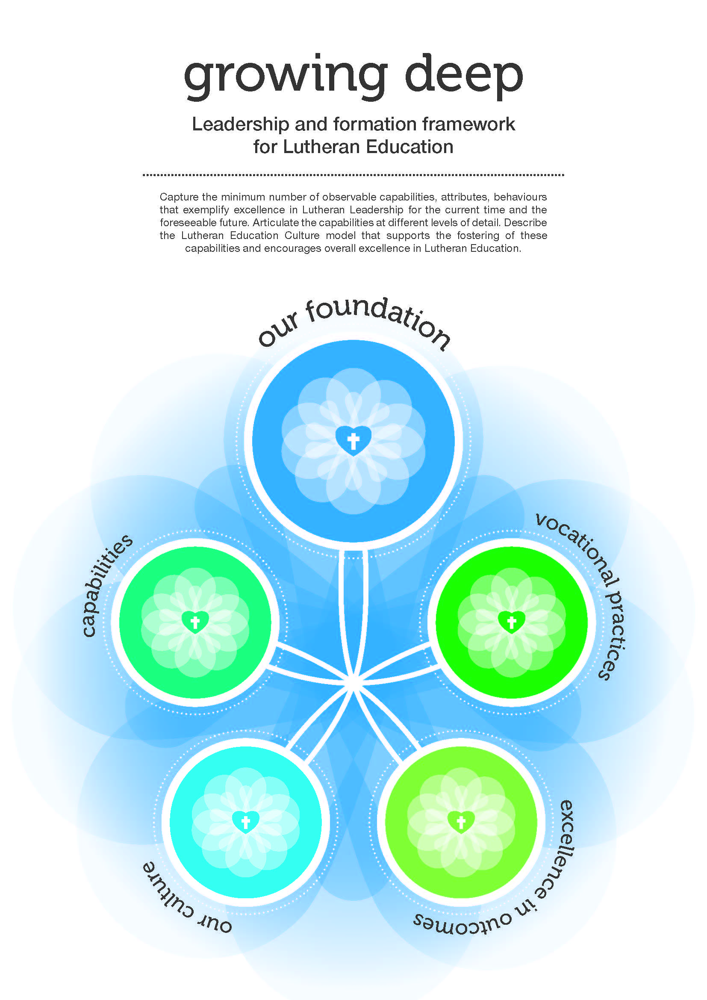 growing deep
Leadership and formation framework
for Lutheran Education
Capture the minimum number of observable capabilities, attributes, behaviours
that exemplify excellence in Lutheran Leadership for the current time and the
foreseeable future. Articulate the capabilities at different levels of detail. Describe
the Lutheran Education Culture model that supports the fostering of these
capabilities and encourages overall excellence in Lutheran Education.
our foundation
capabilities
vocational practices
our culture
excellence in outcomes